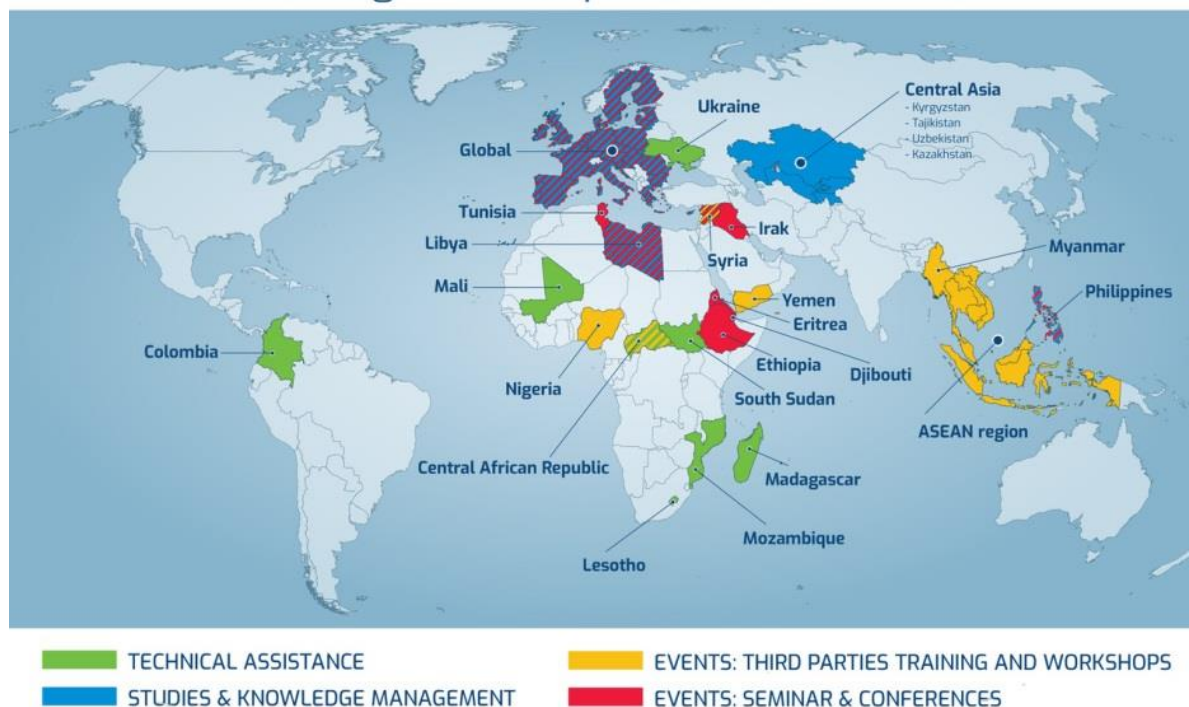 Ukraine
Central Asia
- Kyrgyzstan
- Tajikistan
- Uzbekistan
- Kazakhstan
Global
Tunisia
Libya
Mali
Irak
Syria
Myanmar
Philippines
Yemen
Eritrea
Colombia
Nigeria
Ethiopia
Djibouti
South Sudan
ASEAN region
Central African Republic
Madagascar
Mozambique
Lesotho
TECHNICAL ASSISTANCE
EVENTS: THIRD PARTIES TRAINING AND WORKSHOPS
STUDIES & KNOWLEDGE MANAGEMENT
EVENTS: SEMINAR & CONFERENCES